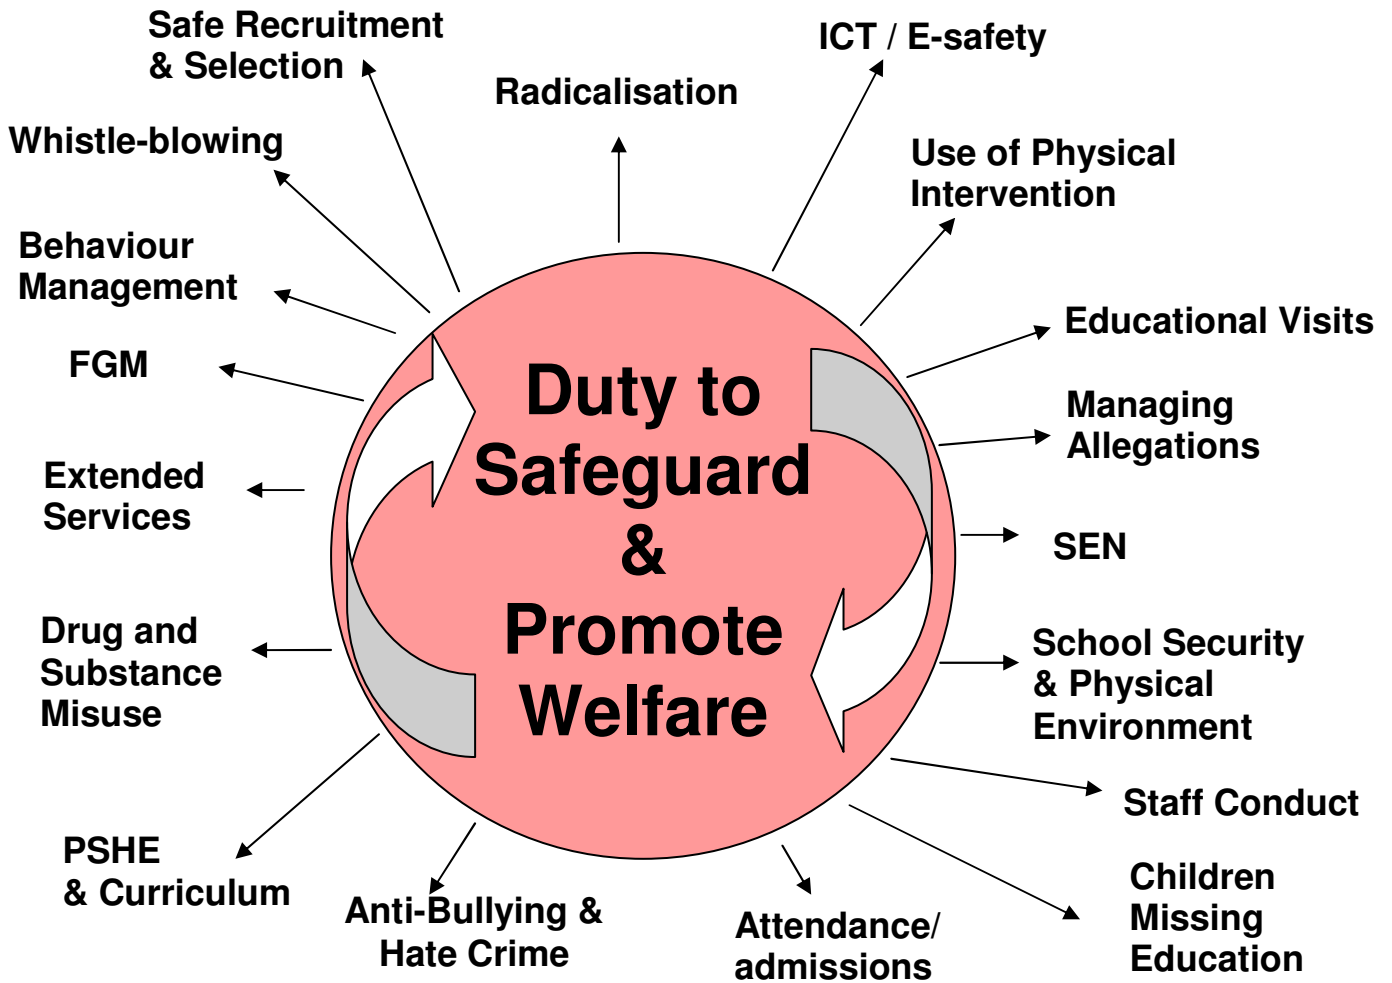 Safe Recruitment
& Selection
Radicalisation
ICT / E-safety
Whistle-blowing
Use of Physical
Intervention
Behaviour
Management
Educational Visits
FGM
Managing
Allegations
Extended
Services
SEN
Duty to
Safeguard
&
Promote
Welfare
Drug and
Substance
Misuse
School Security
& Physical
Environment
Staff Conduct
PSHE
& Curriculum
Anti-Bullying &
Hate Crime
Attendance/
admissions
Children
Missing
Education